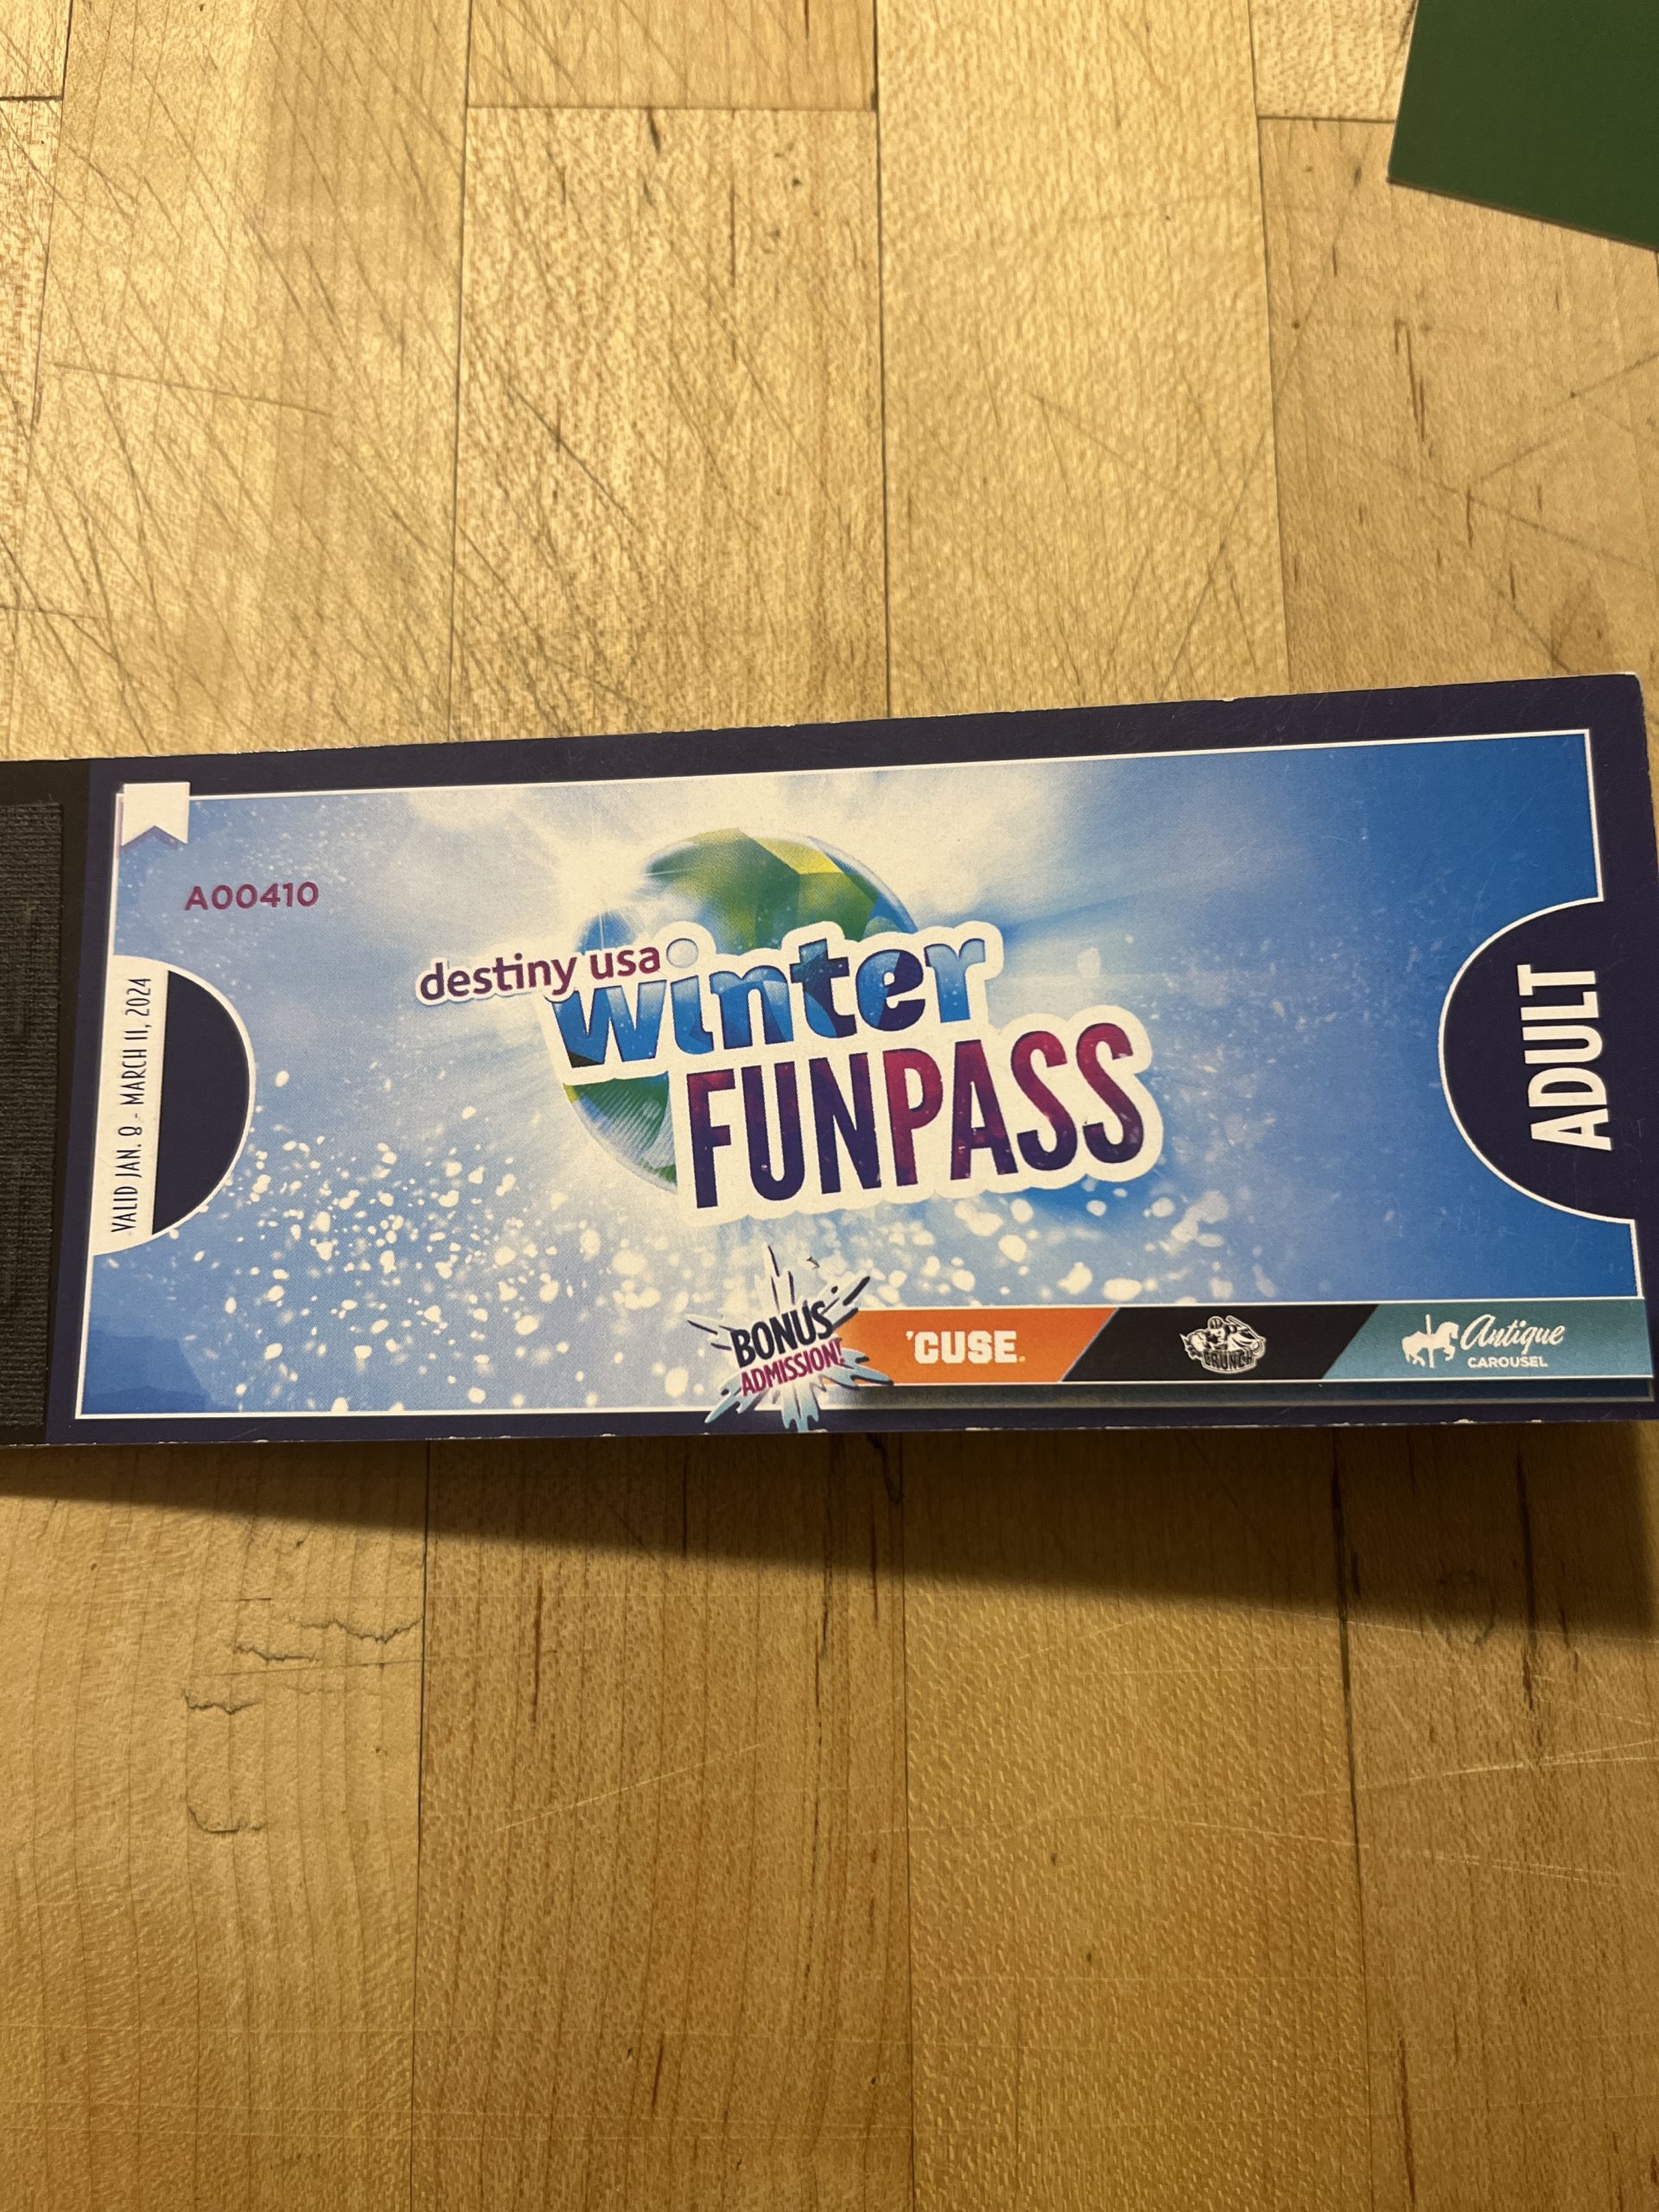 A00410
VALID JAN. 8 - MARCH 11, 2024
destiny usa
winter
FUNPASS
ADULT
BONUS
ADMISSION!
'CUSE.
CRUNCH
Antique
CAROUSEL